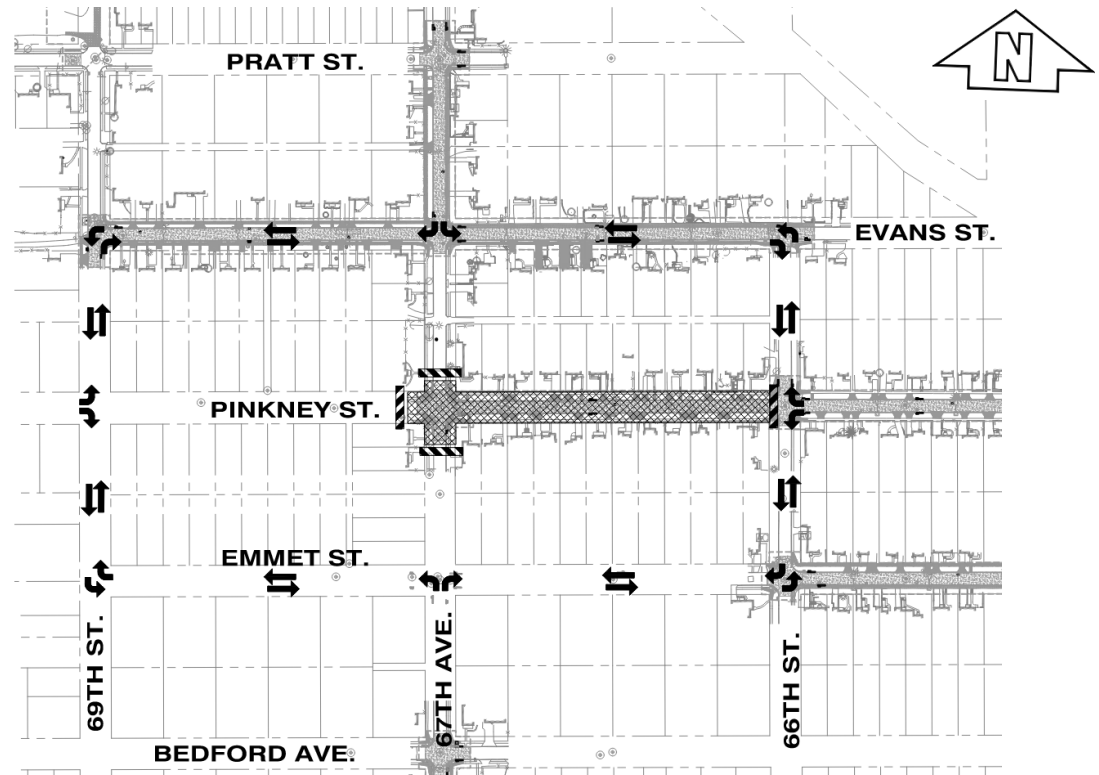 PRATT ST.
N
EVANS ST.
PINKNEY ST.
EMMET ST.
69TH ST.
67TH AVE.
66TH ST.
BEDFORD AVE.